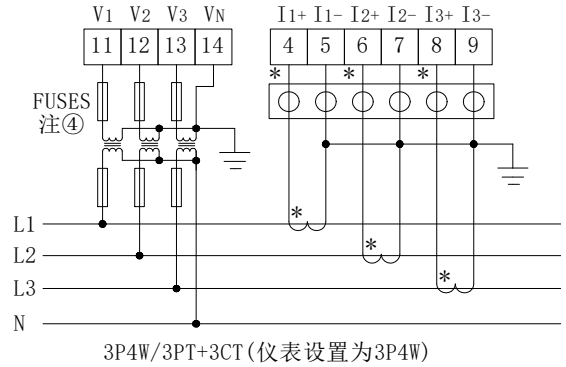 V1 V2 V3 VN I1+ I1- I2+ I2- I3+ I3-
11 12 13 14 4 5 6 7 8 9
* * *
FUSES
注④
*
L1
*
L2
*
L3
N
3P4W/3PT+3CT(仪表设置为3P4W)